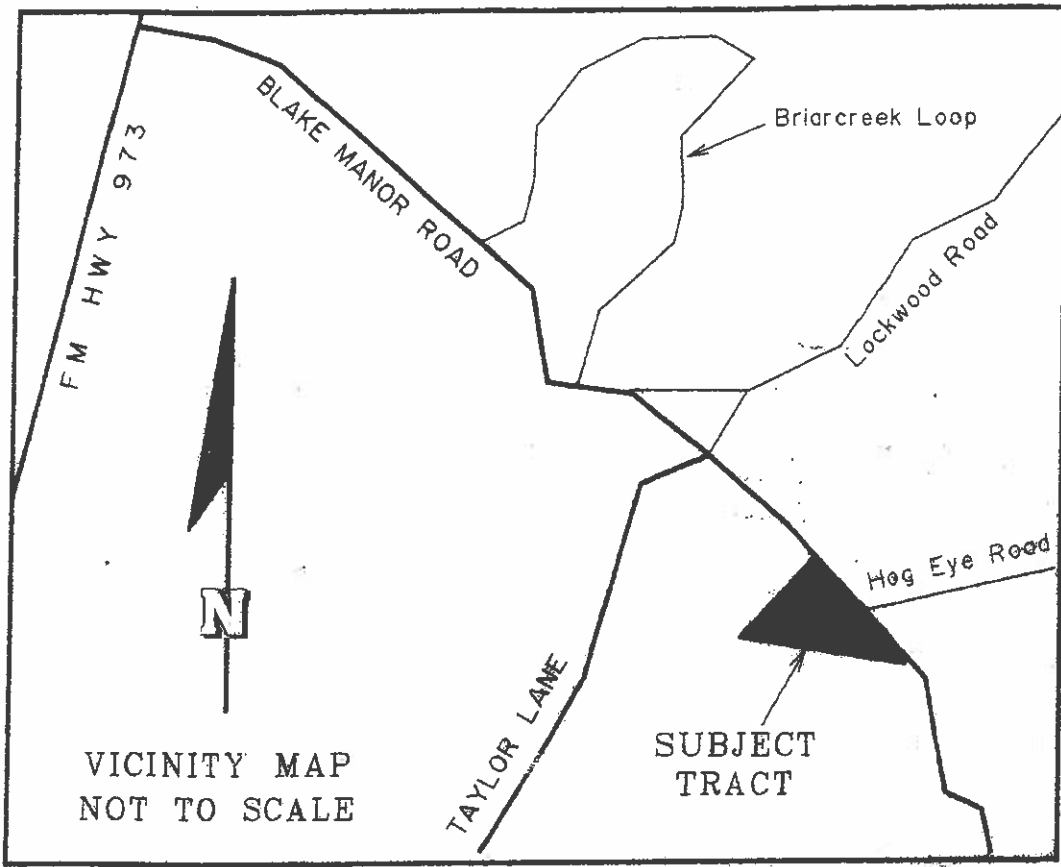 BLAKE MANOR ROAD
Briarcreek Loop
FM HWY 973
Lockwood Road
Hog Eye Road
N
TAYLOR LANE
SUBJECT
TRACT
VICINITY MAP
NOT TO SCALE